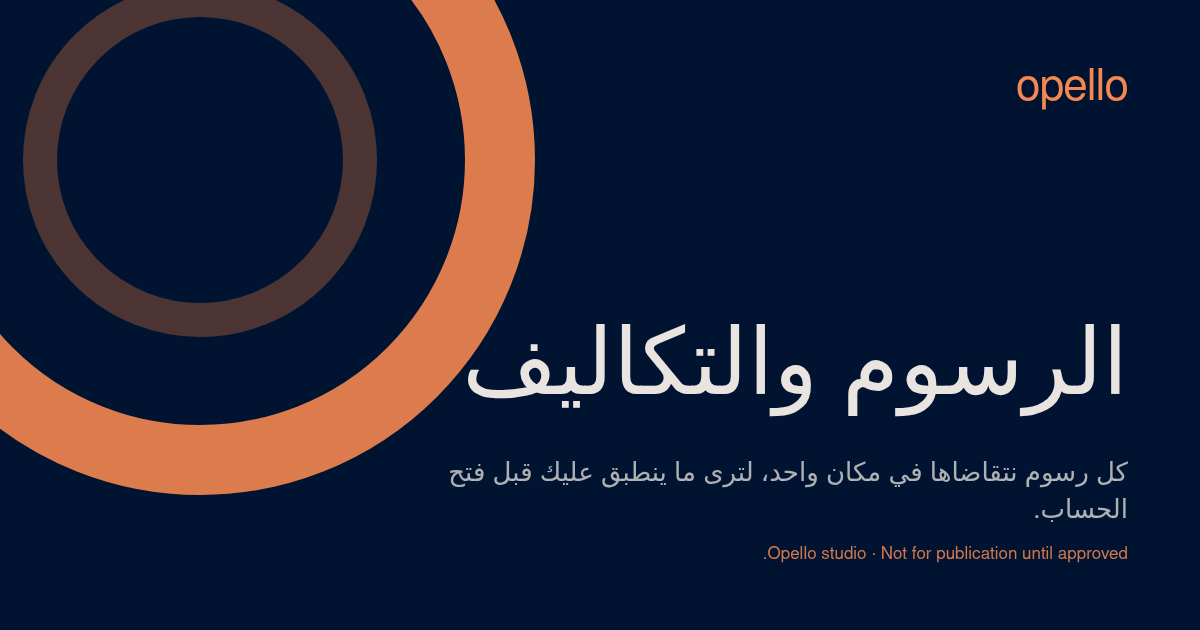 opello
الرسوم والتكاليف
كل رسوم نتقاضاها في مكان واحد، لترى ما ينطبق عليك قبل فتح
الحساب.
Opello studio · Not for publication until approved.